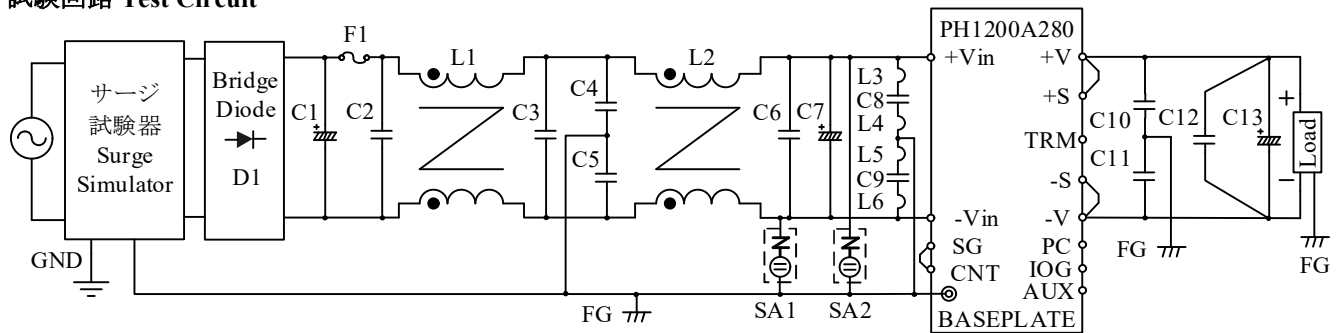 試験回路 Test Circuit
サージ
試験器
Surge
Simulator
GND
Bridge
Diode
D1
C1
F1
C2
L1
C3
C4
C5
L2
C6
C7
L3
C8
L4
L5
C9
L6
SA1
SA2
FG
PH1200A280
+Vin
-Vin
SG
CNT
+V
+S
TRM
-S
-V
PC
IOG
AUX
BASEPLATE
C10
C11
FG
C12
C13
+
Load
−
FG